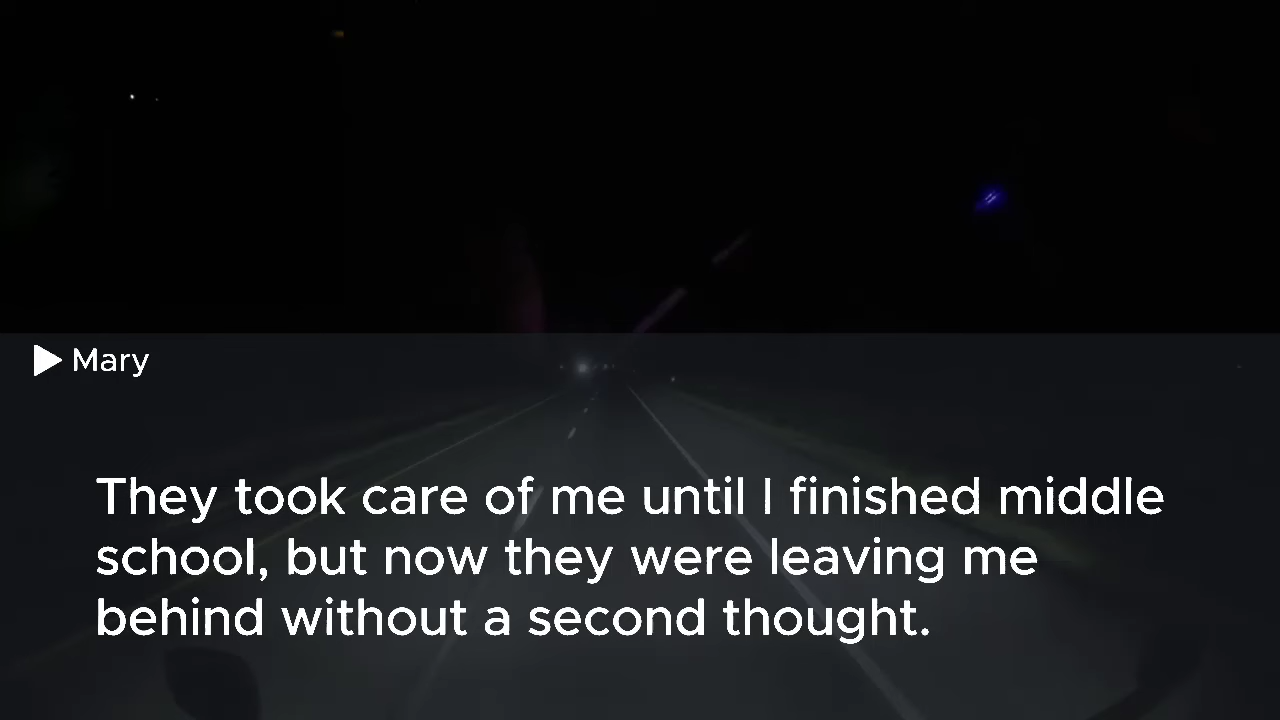 Mary
They took care of me until I finished middle
school, but now they were leaving me
behind without a second thought.